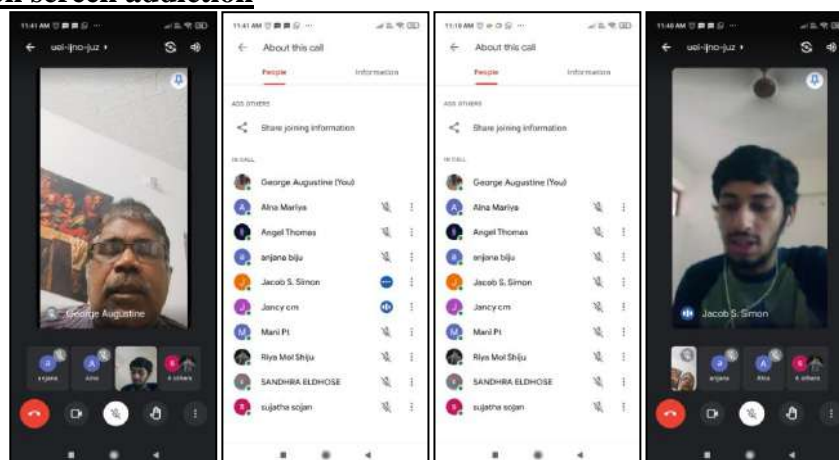 on screen addiction
11:41 AM
uei-ijno-juz
George Augustine
anjana
Alna
8 others
11:41 AM
About this call
People Information
ADD OTHERS
Share joining information
IN CALL
George Augustine (You)
Alna Mariya
Angel Thomas
anjana biju
Jacob S. Simon
Jancy cm
Mani Pt
Riya Mol Shiju
SANDHRA ELDHOSE
sujatha sojan
11:18 AM
About this call
People Information
ADD OTHERS
Share joining information
IN CALL
George Augustine (You)
Alna Mariya
Angel Thomas
anjana biju
Jacob S. Simon
Jancy cm
Mani Pt
Riya Mol Shiju
SANDHRA ELDHOSE
sujatha sojan
11:40 AM
uei-ijno-juz
Jacob S. Simon
anjana
Alna
6 others